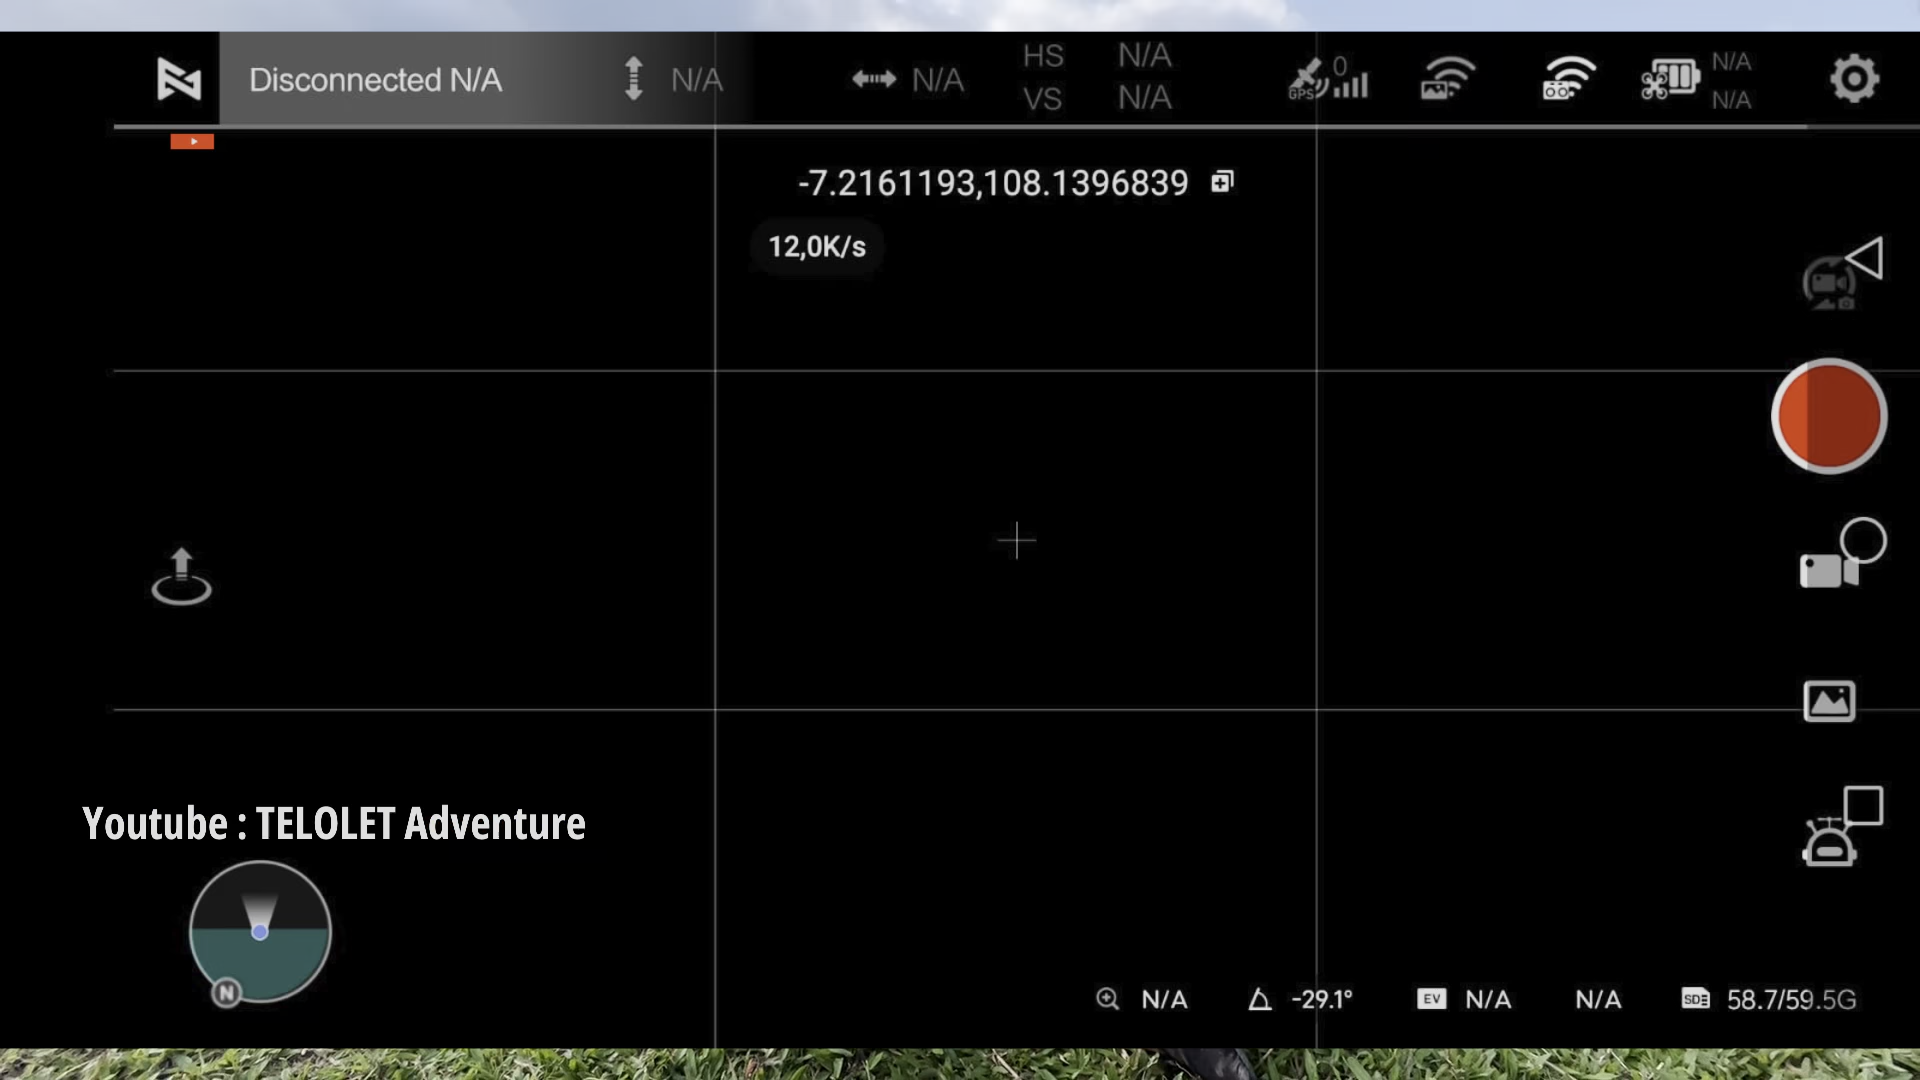 Disconnected N/A
N/A
N/A
HS N/A
VS N/A
GPS
0
N/A
N/A
-7.2161193,108.1396839
12,0K/s
Youtube : TELOLET Adventure
N
N/A
-29.1°
EV N/A
N/A
SD 58.7/59.5G